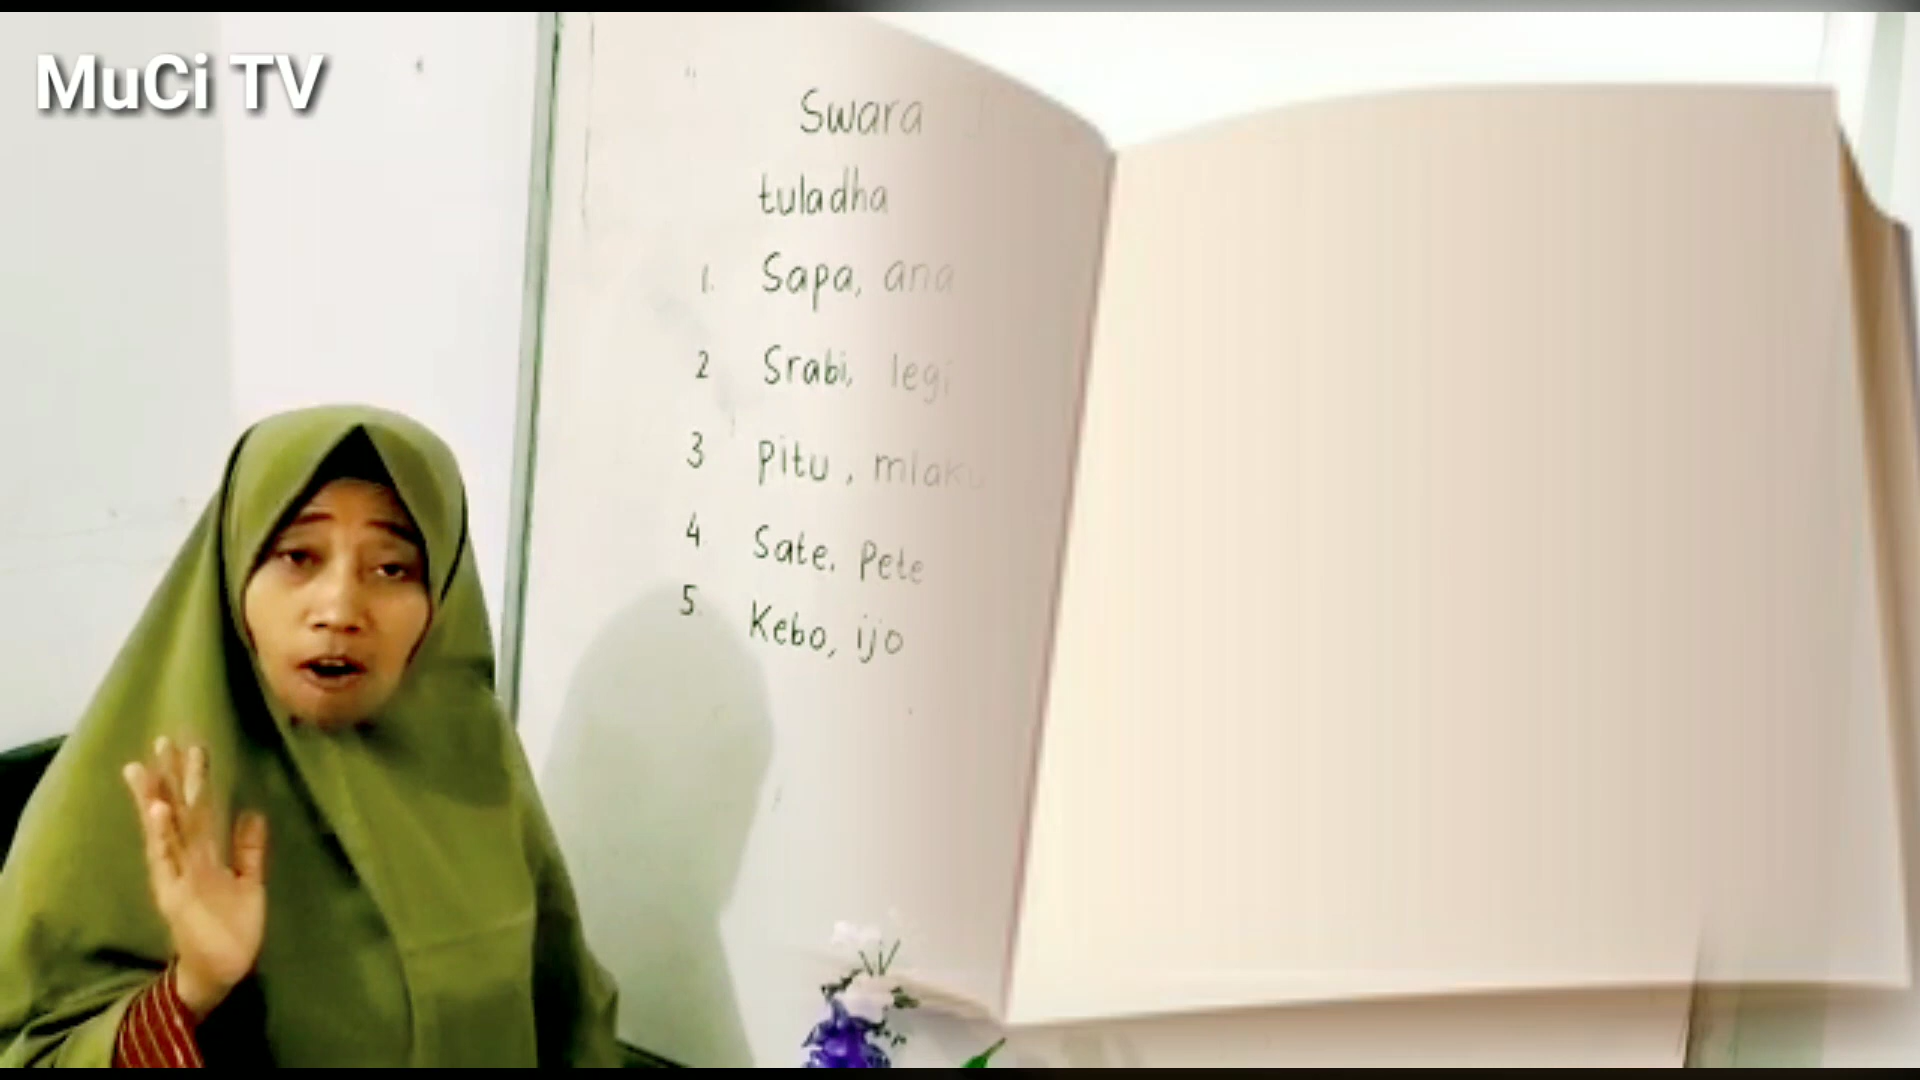 MuCi TV
Swara
tuladha
1. Sapa, ana
2 Srabi, legi
3 Pitu, mlaku
4. Sate. Pete
5. Kebo, ijo